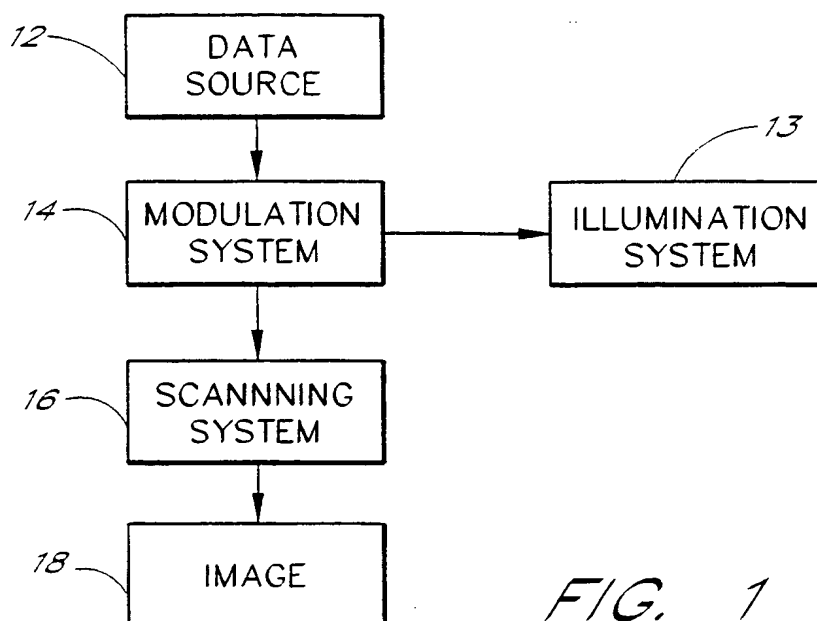 12
DATA
SOURCE
13
14
MODULATION
SYSTEM
ILLUMINATION
SYSTEM
16
SCANNNING
SYSTEM
18
IMAGE
FIG. 1